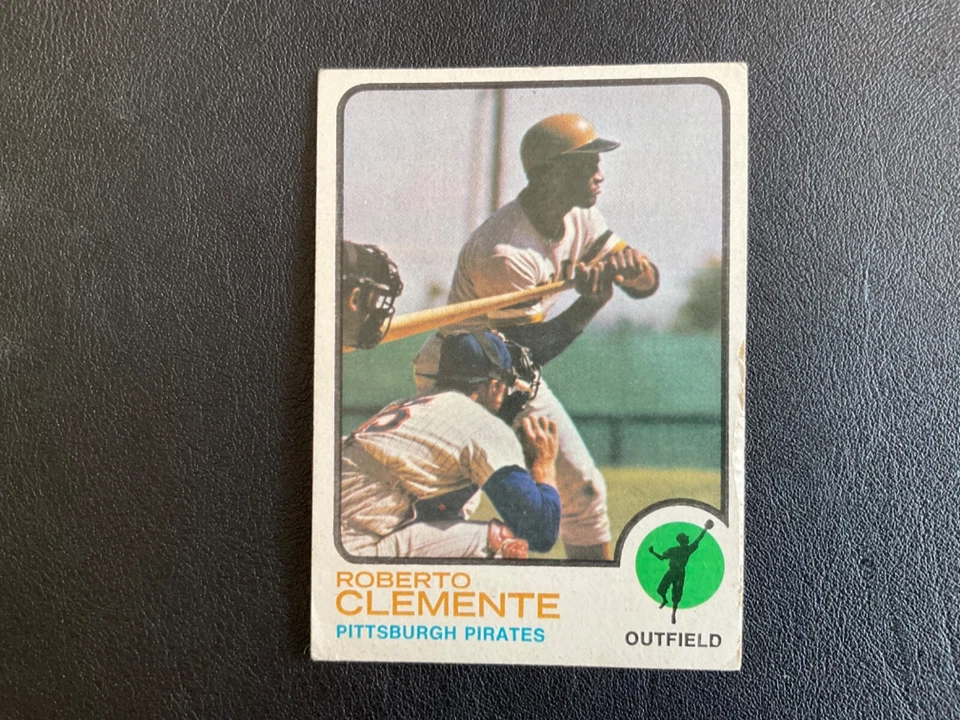 ROBERTO
CLEMENTE
PITTSBURGH PIRATES
OUTFIELD